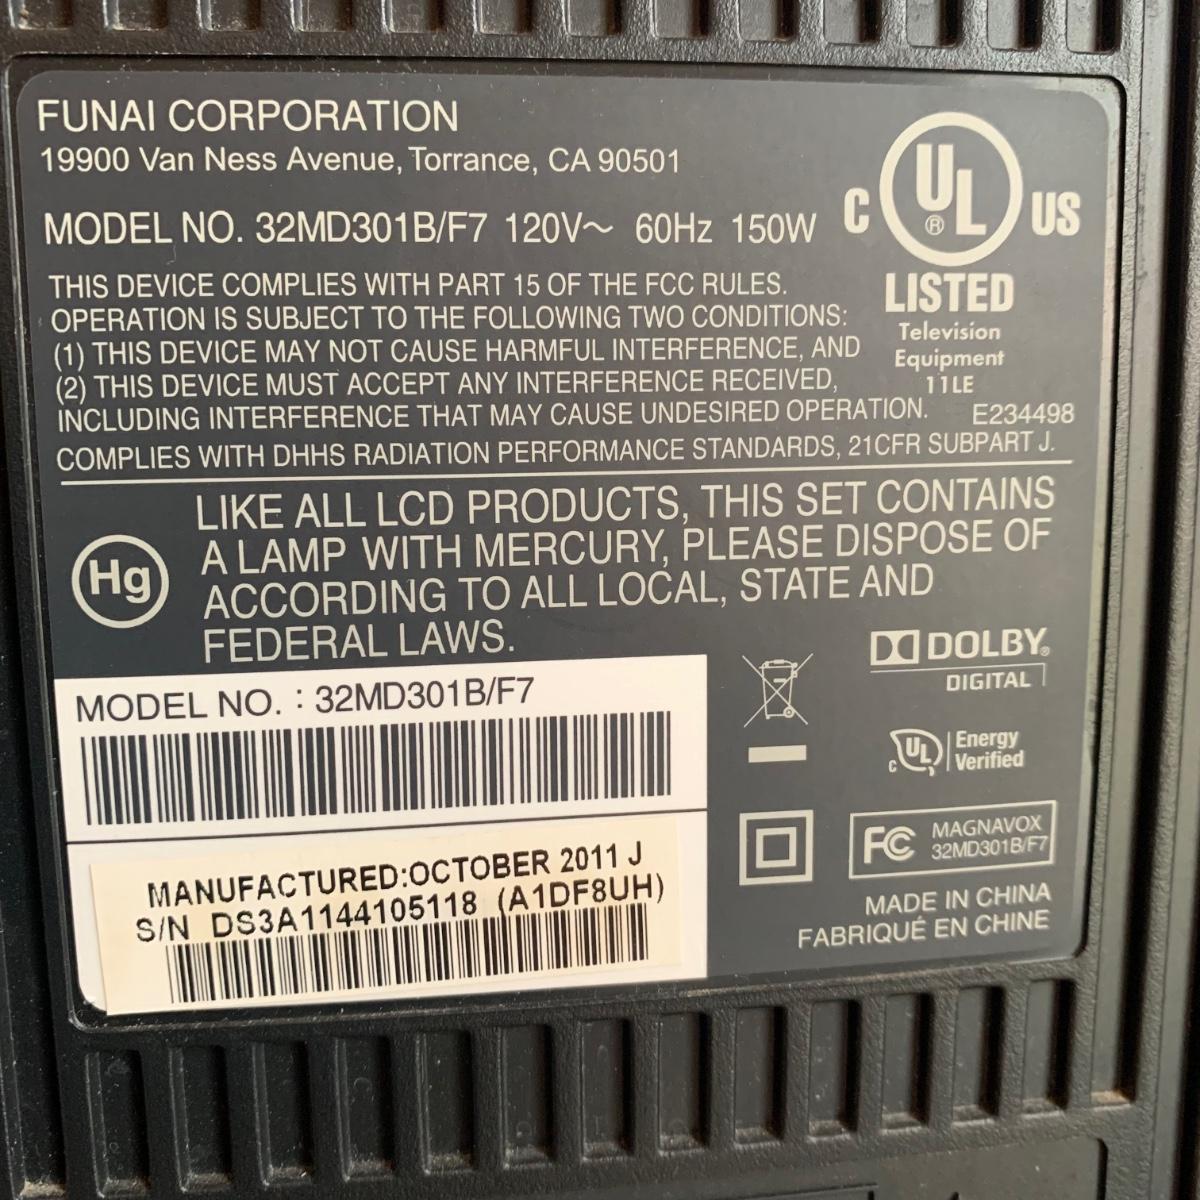 FUNAI CORPORATION
19900 Van Ness Avenue, Torrance, CA 90501
MODEL NO. 32MD301B/F7 120V～ 60Hz 150W
C UL ® US
LISTED
Television
Equipment
11LE
E234498
THIS DEVICE COMPLIES WITH PART 15 OF THE FCC RULES.
OPERATION IS SUBJECT TO THE FOLLOWING TWO CONDITIONS:
(1) THIS DEVICE MAY NOT CAUSE HARMFUL INTERFERENCE, AND
(2) THIS DEVICE MUST ACCEPT ANY INTERFERENCE RECEIVED,
INCLUDING INTERFERENCE THAT MAY CAUSE UNDESIRED OPERATION.
COMPLIES WITH DHHS RADIATION PERFORMANCE STANDARDS, 21CFR SUBPART J.
Hg
LIKE ALL LCD PRODUCTS, THIS SET CONTAINS
A LAMP WITH MERCURY, PLEASE DISPOSE OF
ACCORDING TO ALL LOCAL, STATE AND
FEDERAL LAWS.
MODEL NO. : 32MD301B/F7
MANUFACTURED:OCTOBER 2011 J
S/N DS3A1144105118 (A1DF8UH)
DOLBY®
DIGITAL
c UL Energy
Verified
FC MAGNAVOX
32MD301B/F7
MADE IN CHINA
FABRIQUÉ EN CHINE